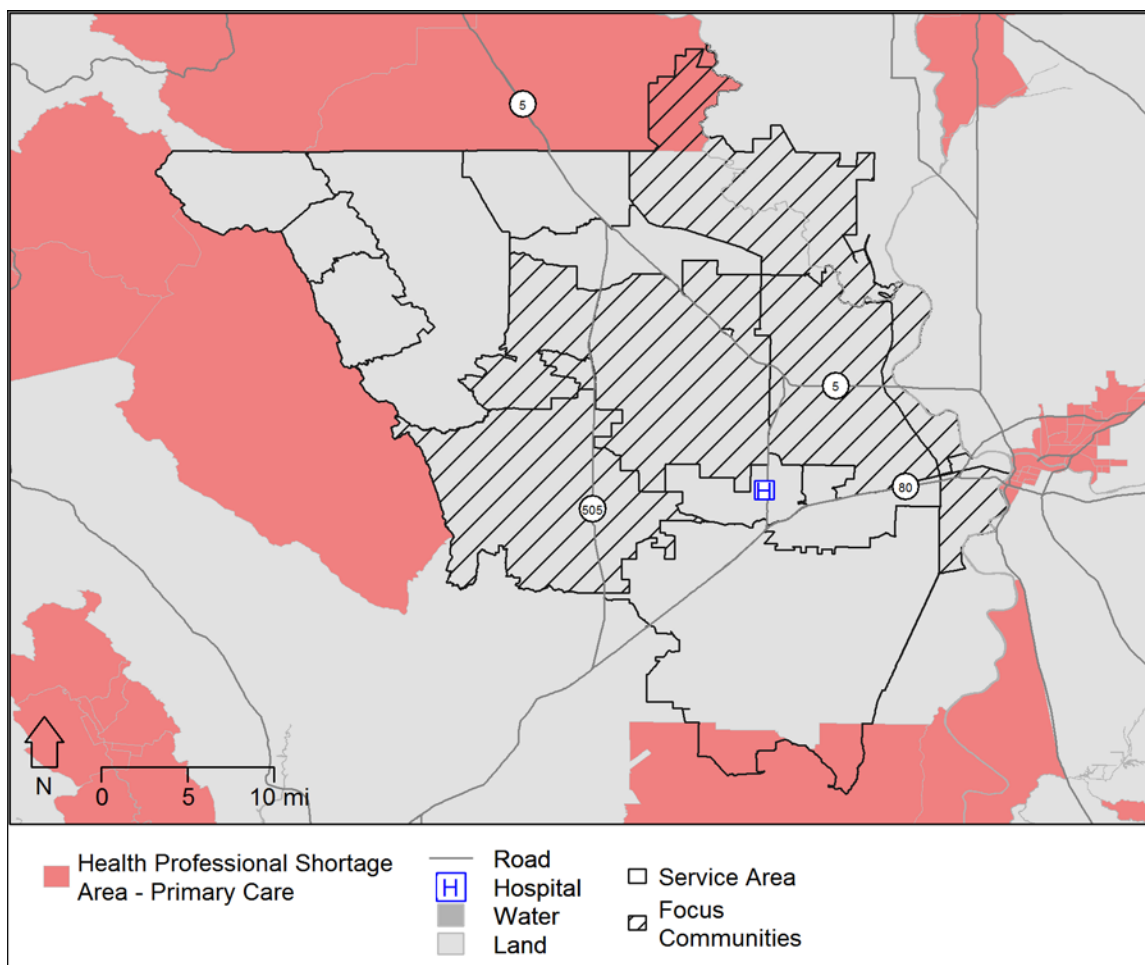 5
5
80
H
505
N
0 5 10 mi
Health Professional Shortage
Area - Primary Care
Road
H Hospital
Water
Land
Service Area
Focus
Communities